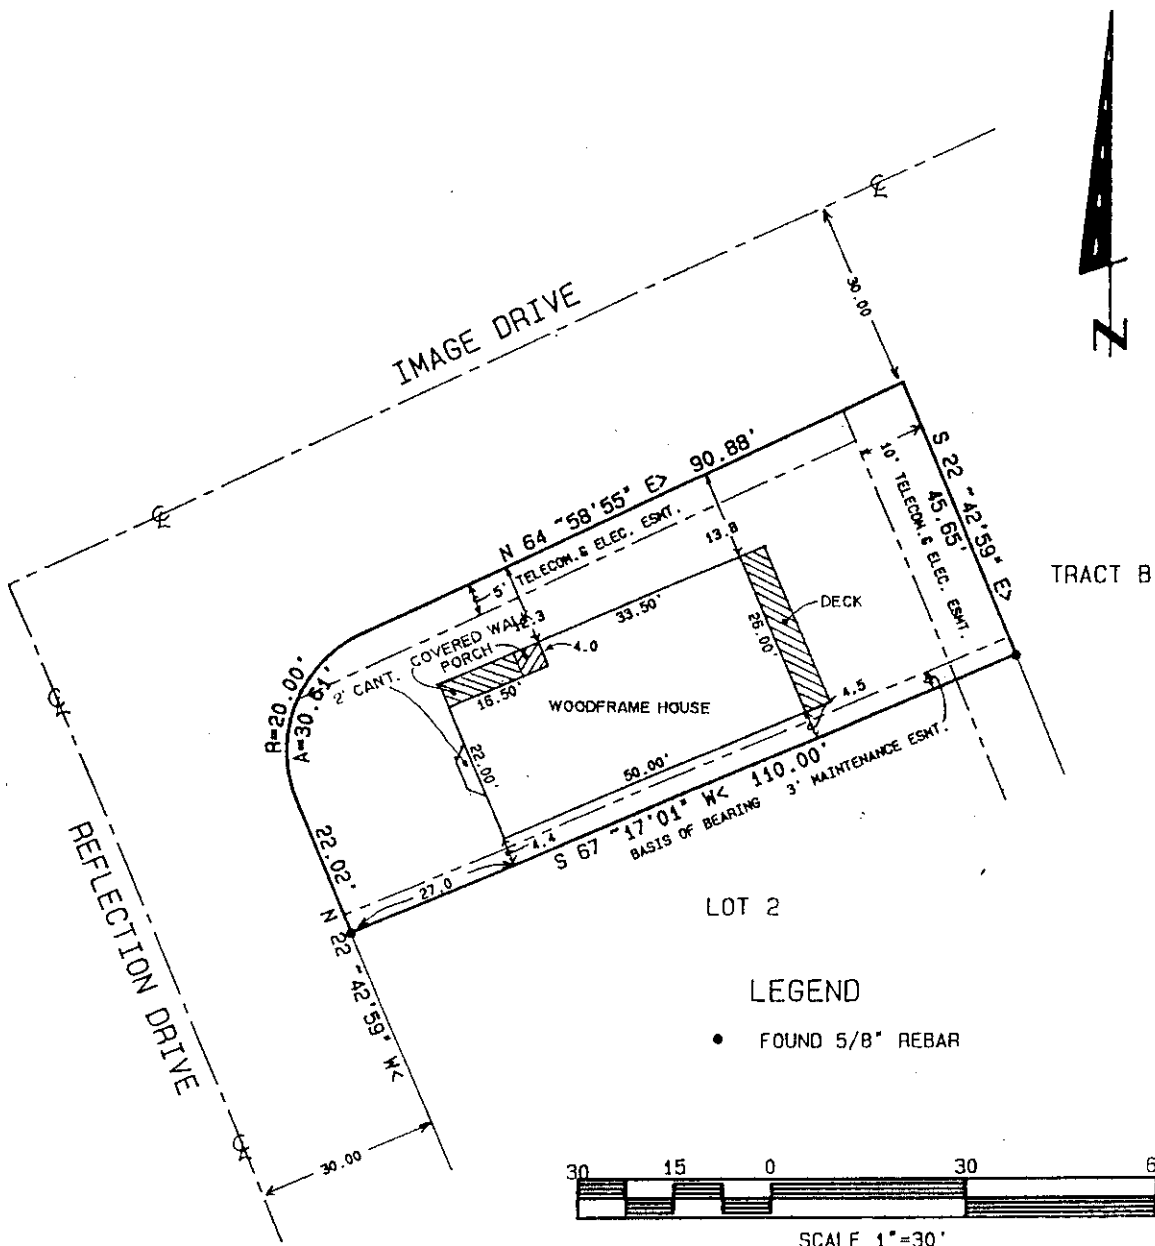 IMAGE DRIVE
30.00
N
N 64 ~58'55" E> 90.88'
5' TELECOM.& ELEC. ESMT.
10' TELECOM.& ELEC. ESMT.
S 22 ~42'59" E>
45.65'
TRACT B
13.8
12.3
33.50'
4.0
DECK
26.00'
COVERED WALK
PORCH
2' CANT.
16.50'
WOODFRAME HOUSE
R=20.00'
A=30.61'
22.00'
50.00'
4.5
4.4
S 67 ~17'01" W< 110.00'
BASIS OF BEARING
3' MAINTENANCE ESMT.
22.02'
27.0
N 22 ~42'59" W<
REFLECTION DRIVE
LOT 2
30.00
LEGEND
FOUND 5/8" REBAR
30 15 0 30 6
SCALE 1"=30'